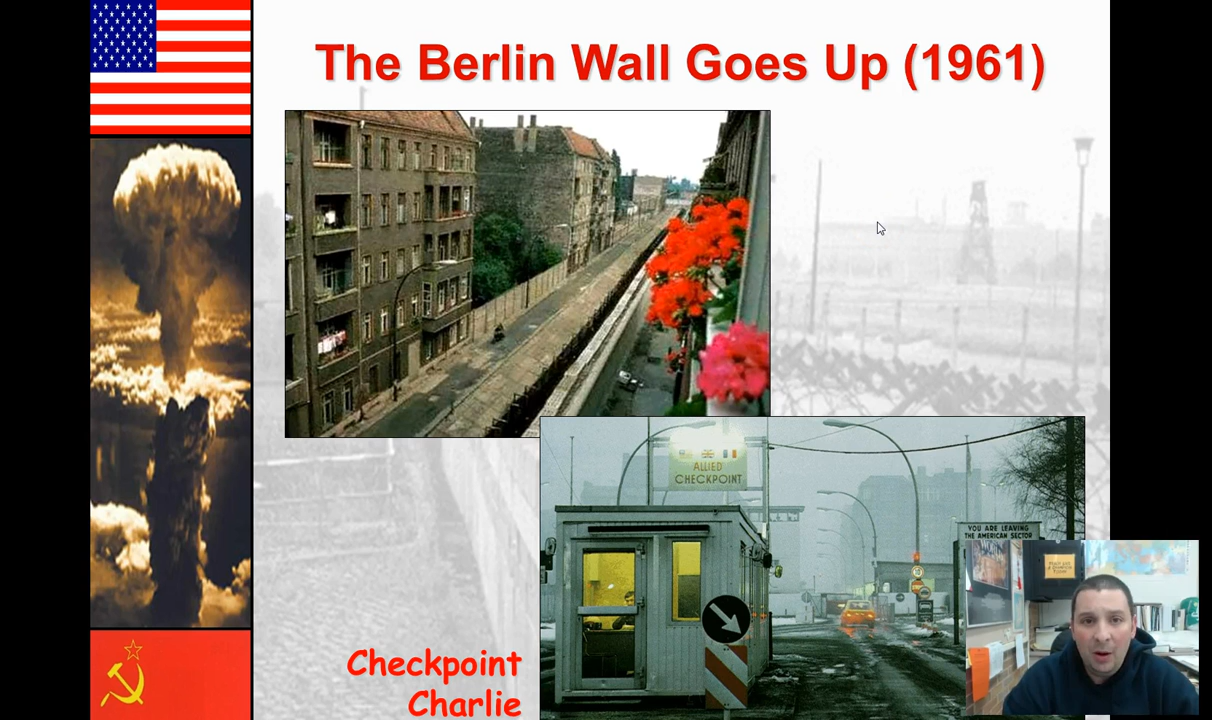 The Berlin Wall Goes Up (1961)
ALLIED
CHECKPOINT
YOU ARE LEAVING
THE AMERICAN SECTOR
Checkpoint
Charlie